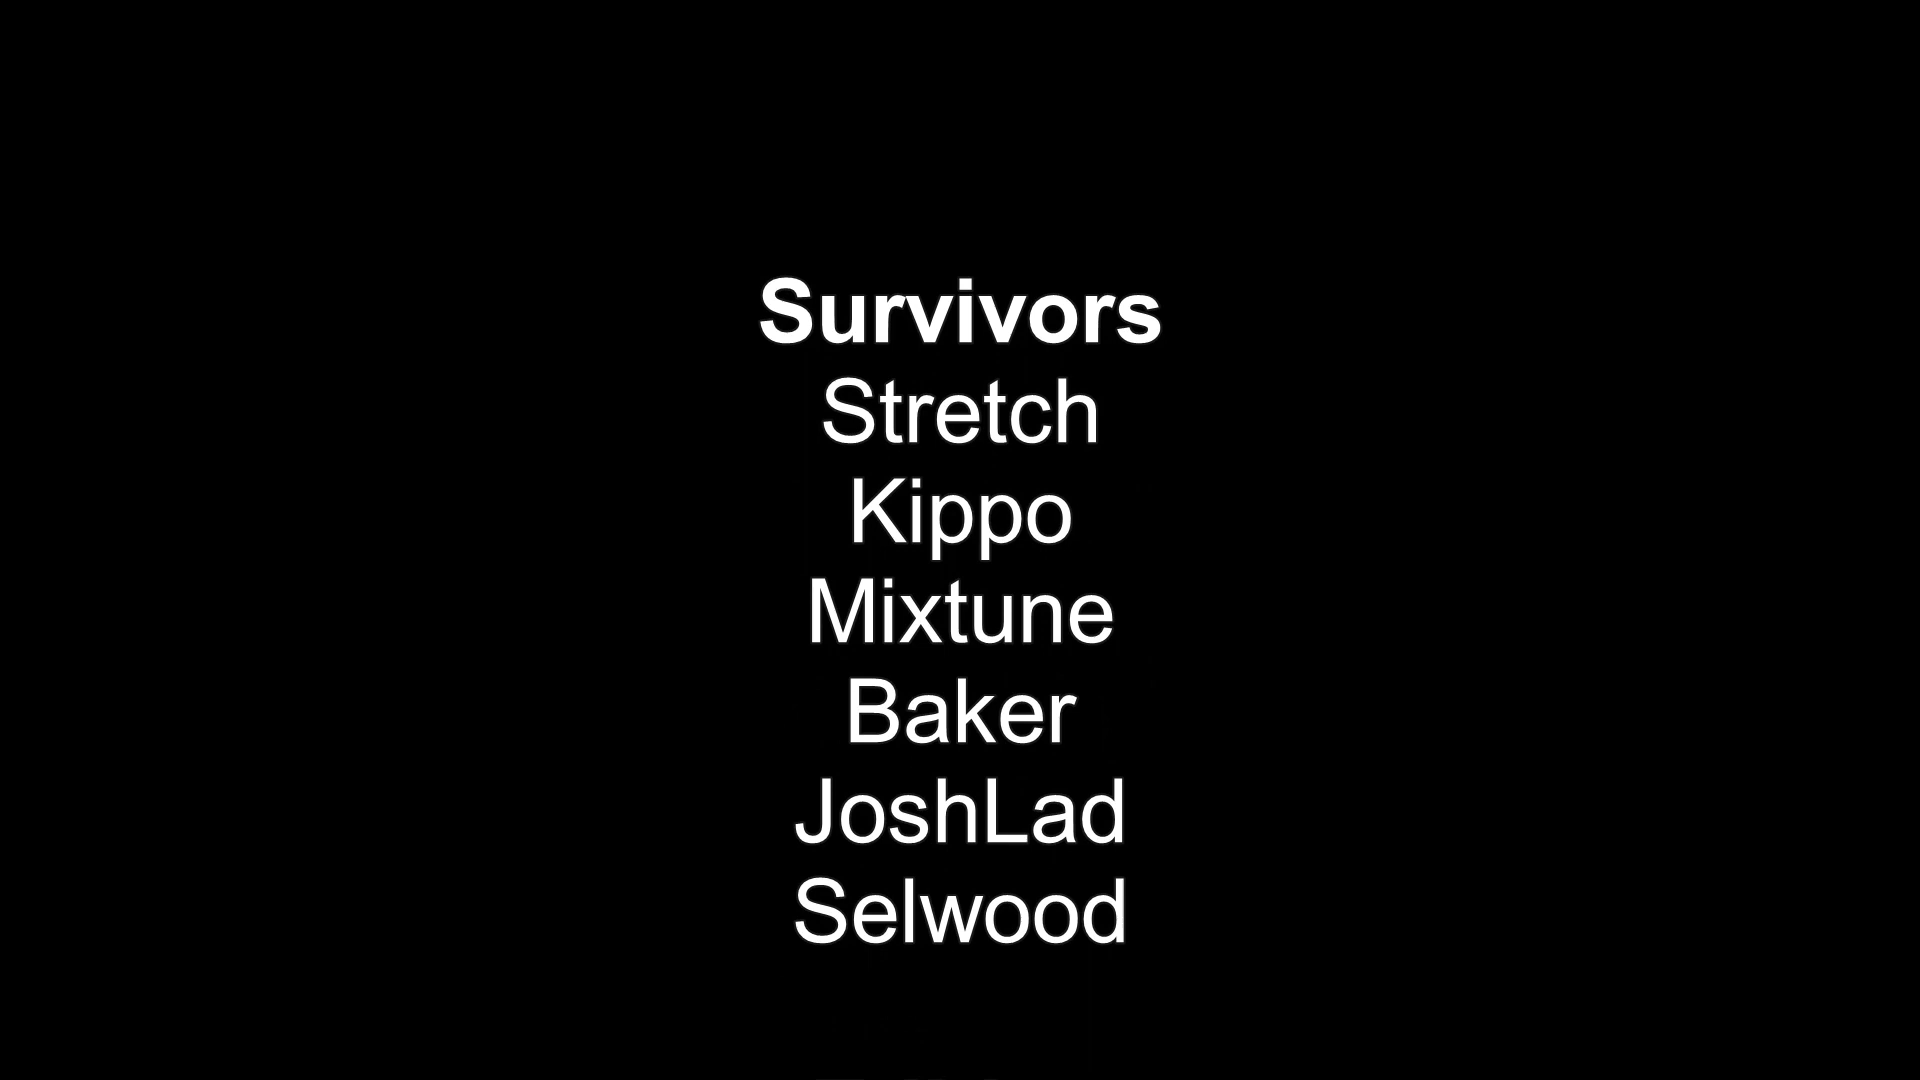 Survivors
Stretch
Kippo
Mixtune
Baker
JoshLad
Selwood